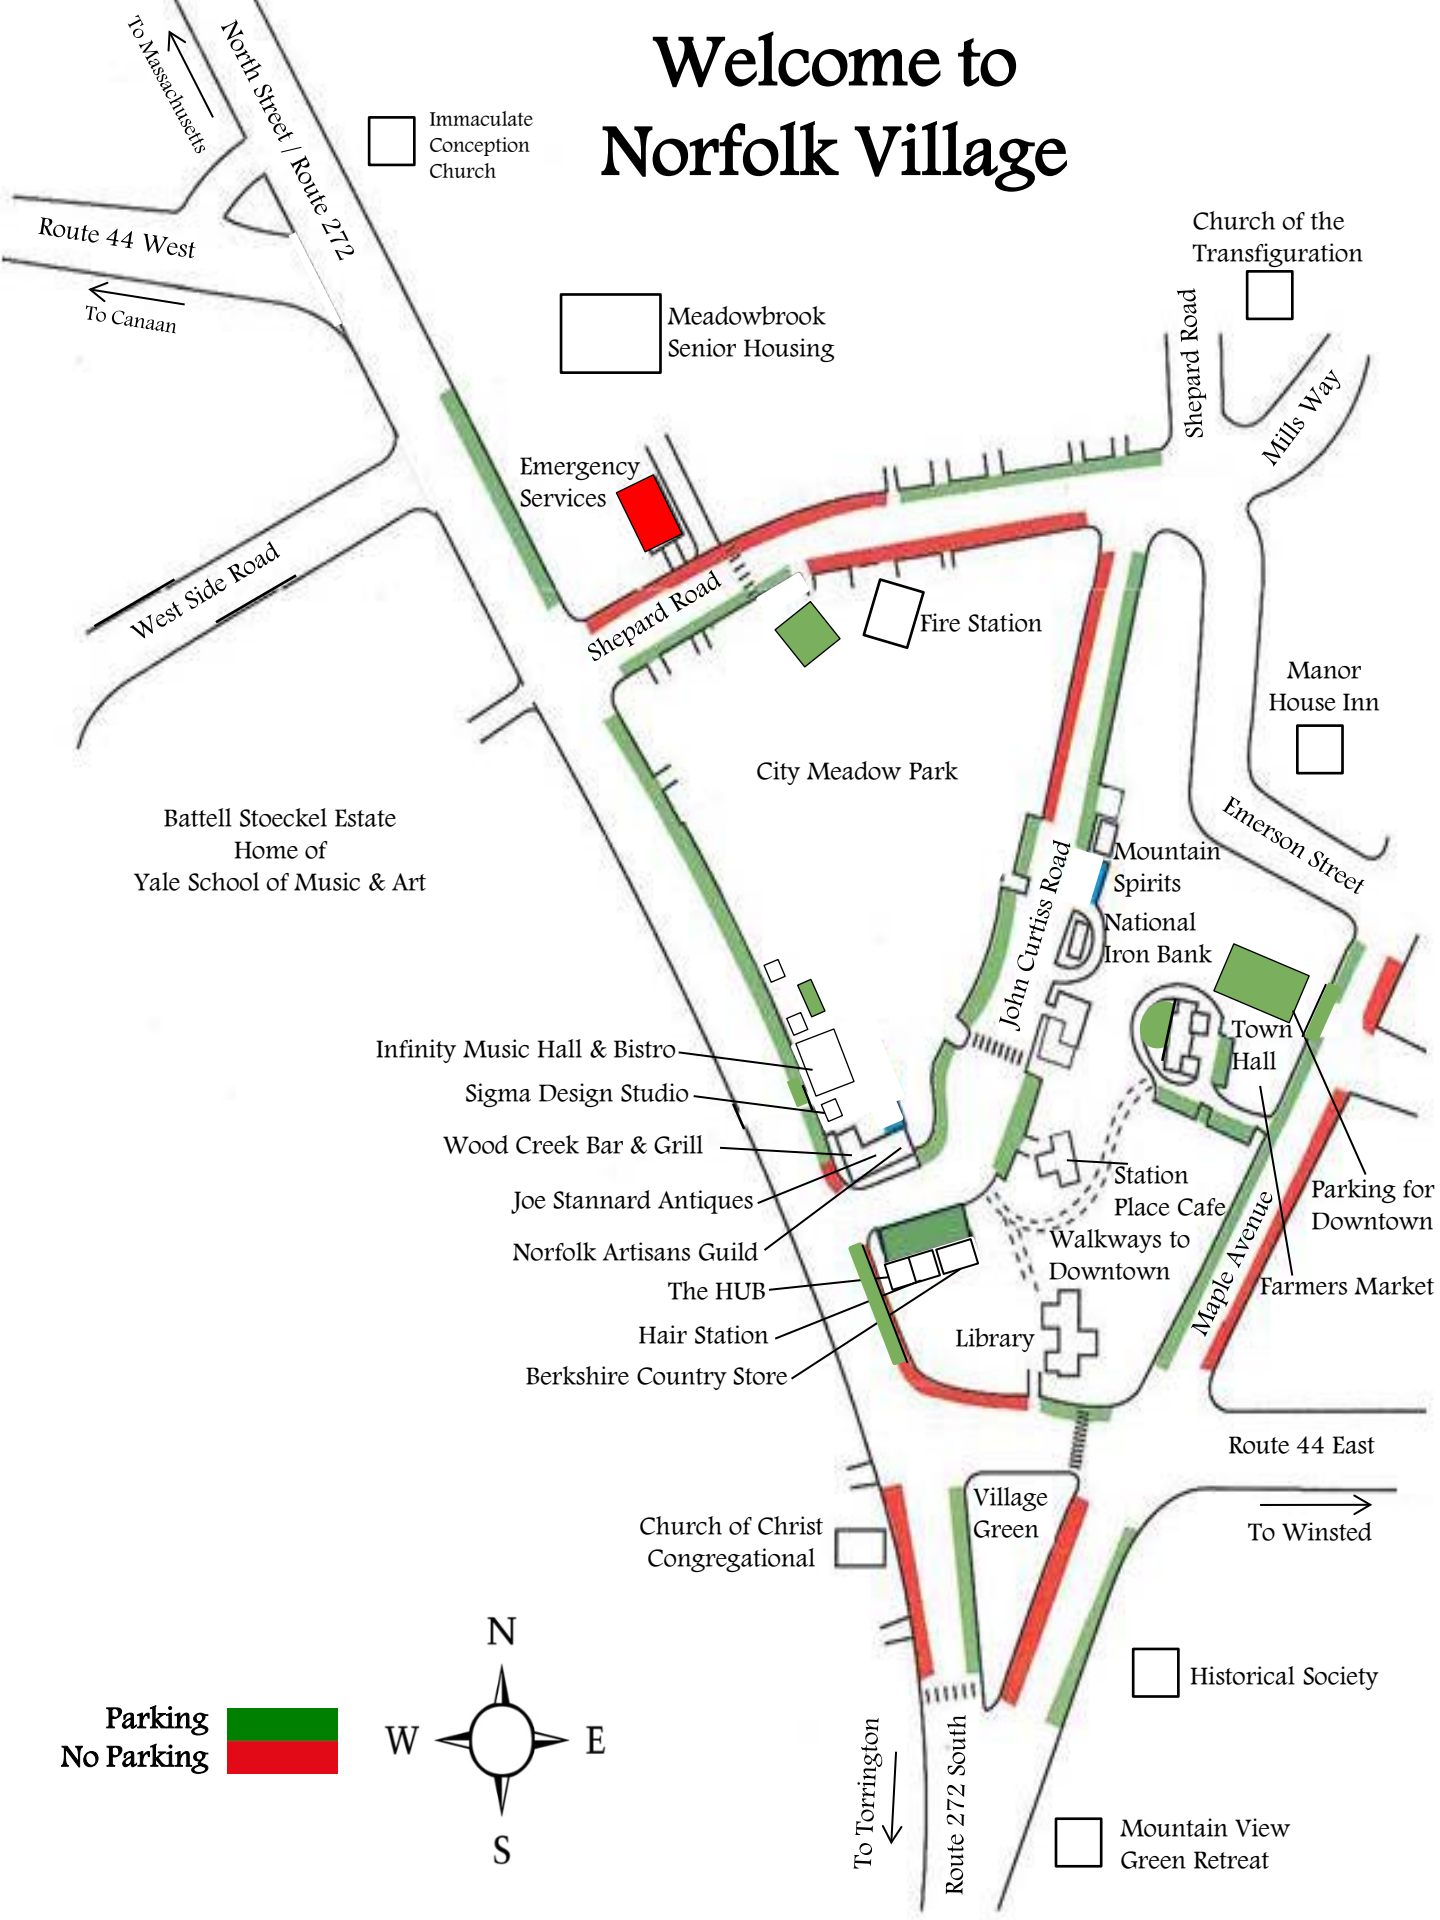 Welcome to
Norfolk Village
To Massachusetts
North Street / Route 272
Immaculate
Conception
Church
Route 44 West
To Canaan
Church of the
Transfiguration
Meadowbrook
Senior Housing
Shepard Road
Mills Way
Emergency
Services
West Side Road
Shepard Road
Fire Station
Manor
House Inn
City Meadow Park
Battell Stoeckel Estate
Home of
Yale School of Music & Art
Emerson Street
Mountain
Spirits
John Curtiss Road
National
Iron Bank
Town
Hall
Infinity Music Hall & Bistro
Sigma Design Studio
Wood Creek Bar & Grill
Joe Stannard Antiques
Norfolk Artisans Guild
The HUB
Hair Station
Berkshire Country Store
Station
Place Cafe
Walkways to
Downtown
Parking for
Downtown
Maple Avenue
Farmers Market
Library
Route 44 East
To Winsted
Village
Green
Church of Christ
Congregational
Historical Society
N
W
E
S
Parking
No Parking
To Torrington
Route 272 South
Mountain View
Green Retreat